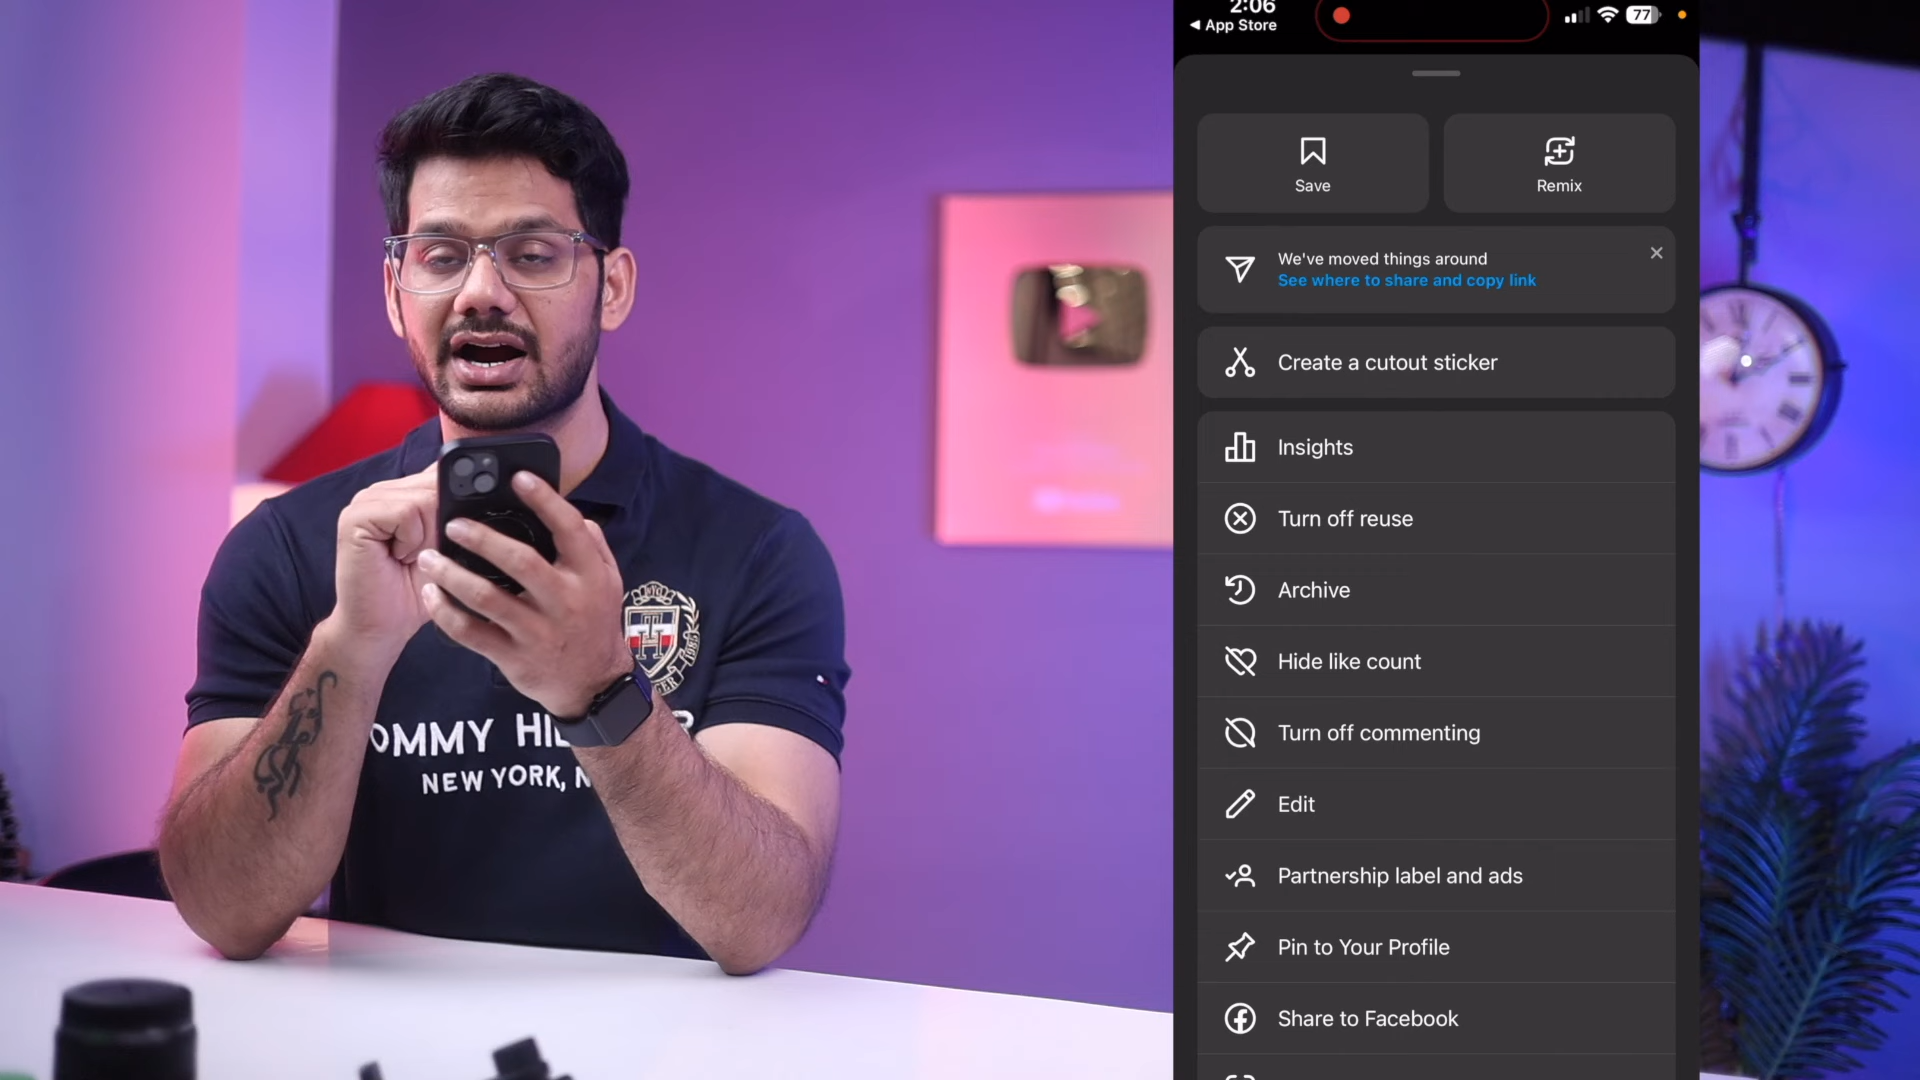 2:06
App Store
77
Save
Remix
We've moved things around
See where to share and copy link
Create a cutout sticker
Insights
Turn off reuse
Archive
Hide like count
Turn off commenting
Edit
Partnership label and ads
Pin to Your Profile
Share to Facebook
OMMY HIL
NEW YORK, N
1985